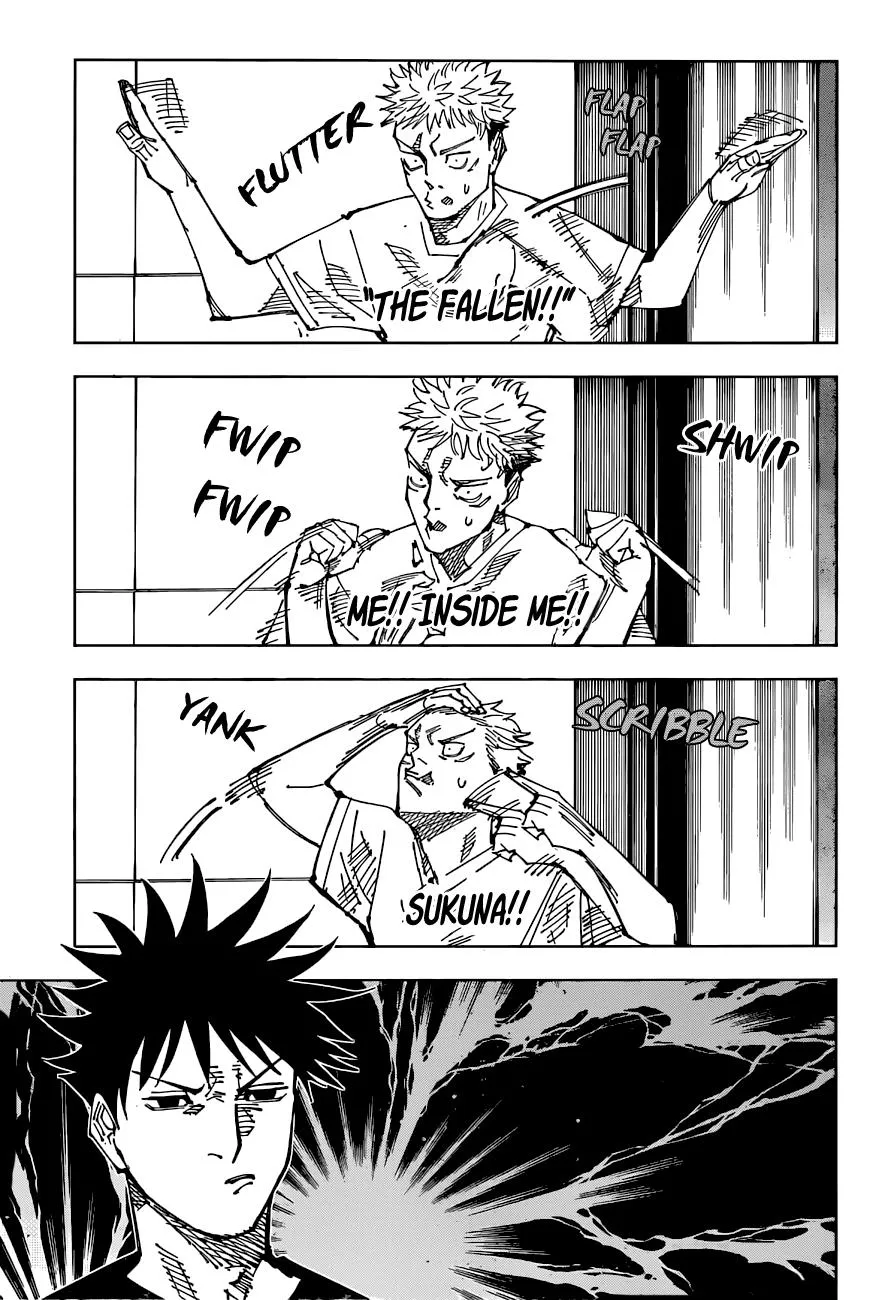 FLUTTER
FLAP
FLAP
"THE FALLEN!!"
FWIP
FWIP
SHWIP
ME!! INSIDE ME!!
YANK
SCRIBBLE
SUKUNA!!